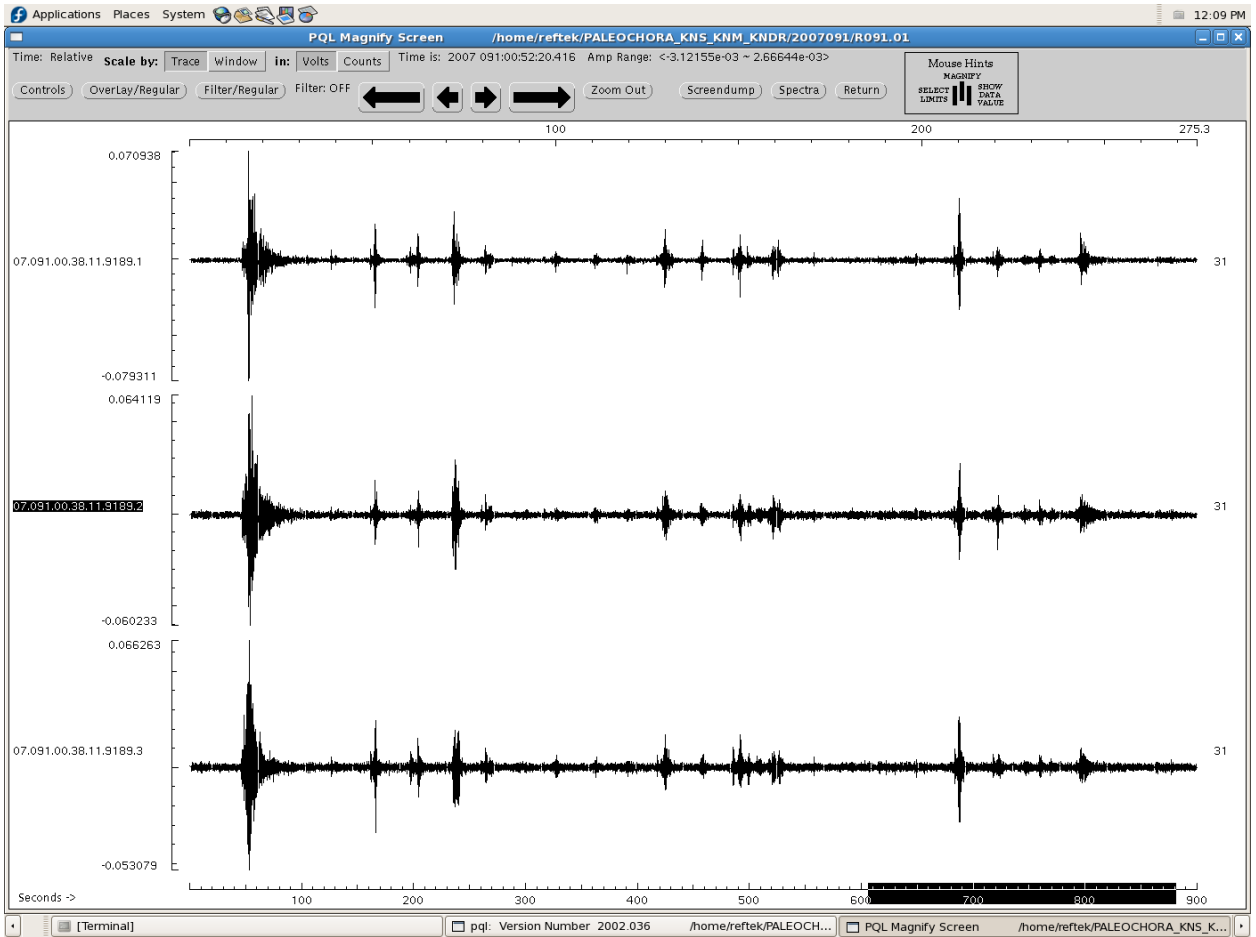 Applications Places System 12:09 PM
PQL Magnify Screen /home/reftek/PALEOCHORA_KNS_KNM_KNDR/2007091/R091.01
Time: Relative Scale by: Trace Window in: Volts Counts Time is: 2007 091:00:52:20.416 Amp Range: <-3.12155e-03 ~ 2.66644e-03>
Controls OverLay/Regular Filter/Regular Filter: OFF Zoom Out Screendump Spectra Return
Mouse Hints
MAGNIFY
SELECT LIMITS SHOW DATA VALUE
100 200 275.3
0.070938
07.091.00.38.11.9189.1 31
-0.079311
0.064119
07.091.00.38.11.9189.2 31
-0.060233
0.066263
07.091.00.38.11.9189.3 31
-0.053079
Seconds -> 100 200 300 400 500 600 700 800 900
[Terminal] pql: Version Number 2002.036 /home/reftek/PALEOCH... PQL Magnify Screen /home/reftek/PALEOCHORA_KNS_K...